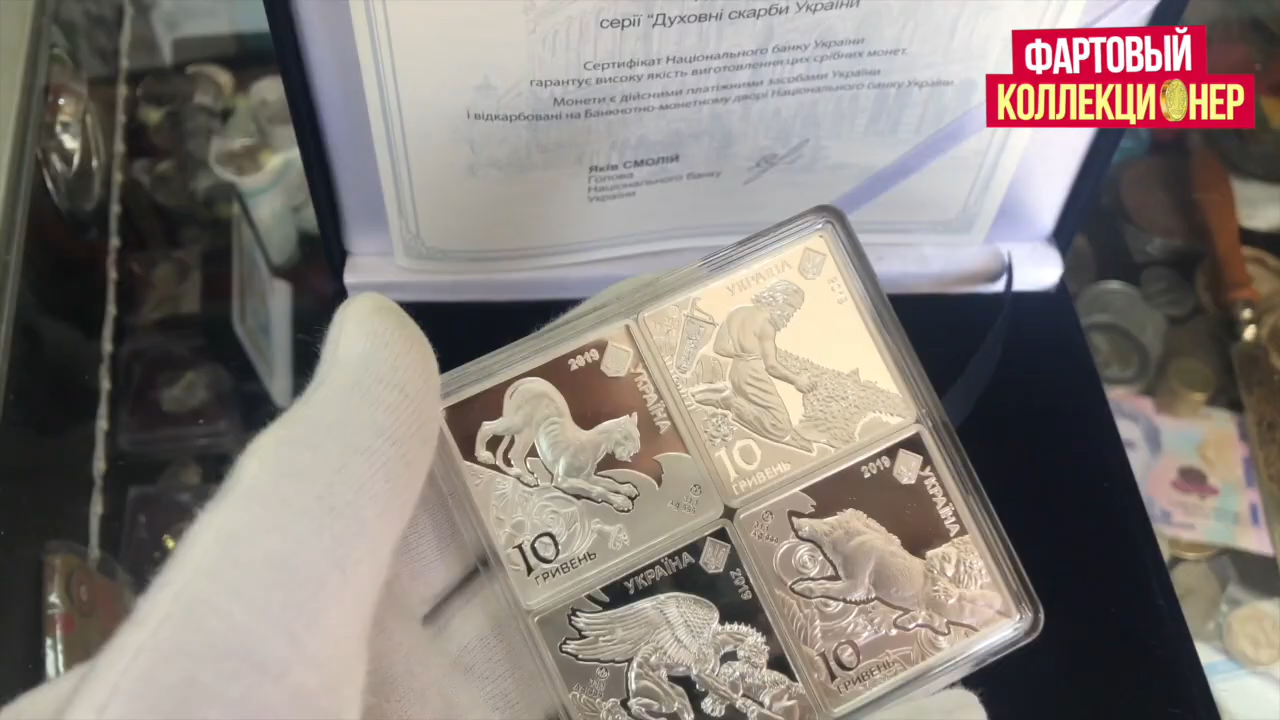 серії "Духовні скарби України
Сертифікат Національного банку України
гарантує високу якість виготовлення цих срібних монет.
Монети є дійсними платіжними засобами України
і відкарбовані на Банкнотно-монетному дворі Національного банку України.
Яків СМОЛІЙ
Голова
Національного банку
України
ФАРТОВЫЙ
КОЛЛЕКЦИОНЕР
УКРАЇНА
2019
10
ГРИВЕНЬ
2019
УКРАЇНА
10
ГРИВЕНЬ
2019
УКРАЇНА
10
ГРИВЕНЬ
УКРАЇНА
2019